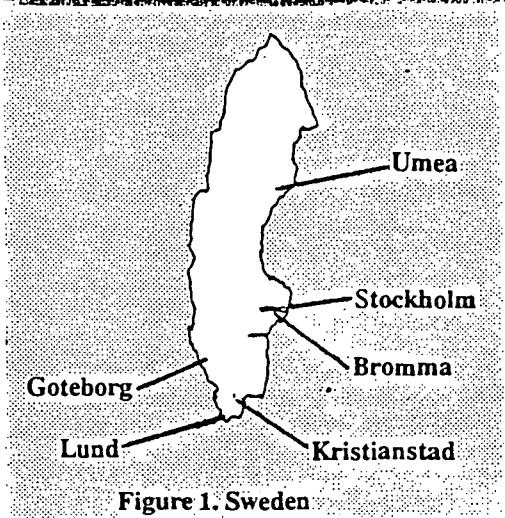 Umea
Stockholm
Bromma
Goteborg
Lund
Kristianstad
Figure 1. Sweden